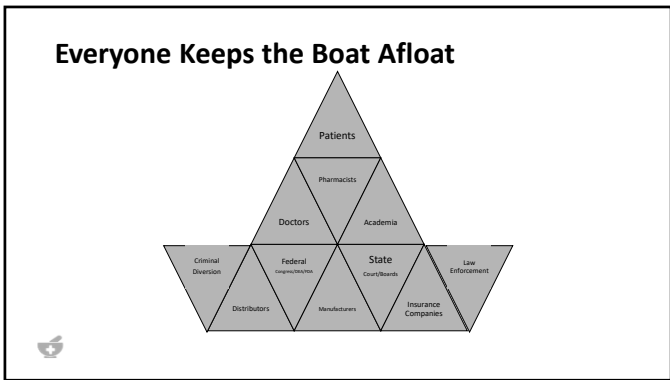 Everyone Keeps the Boat Afloat
Patients
Pharmacists
Doctors
Academia
Criminal
Diversion
Federal
Congress/DEA/FDA
State
Court/Boards
Law
Enforcement
Distributors
Manufacturers
Insurance
Companies